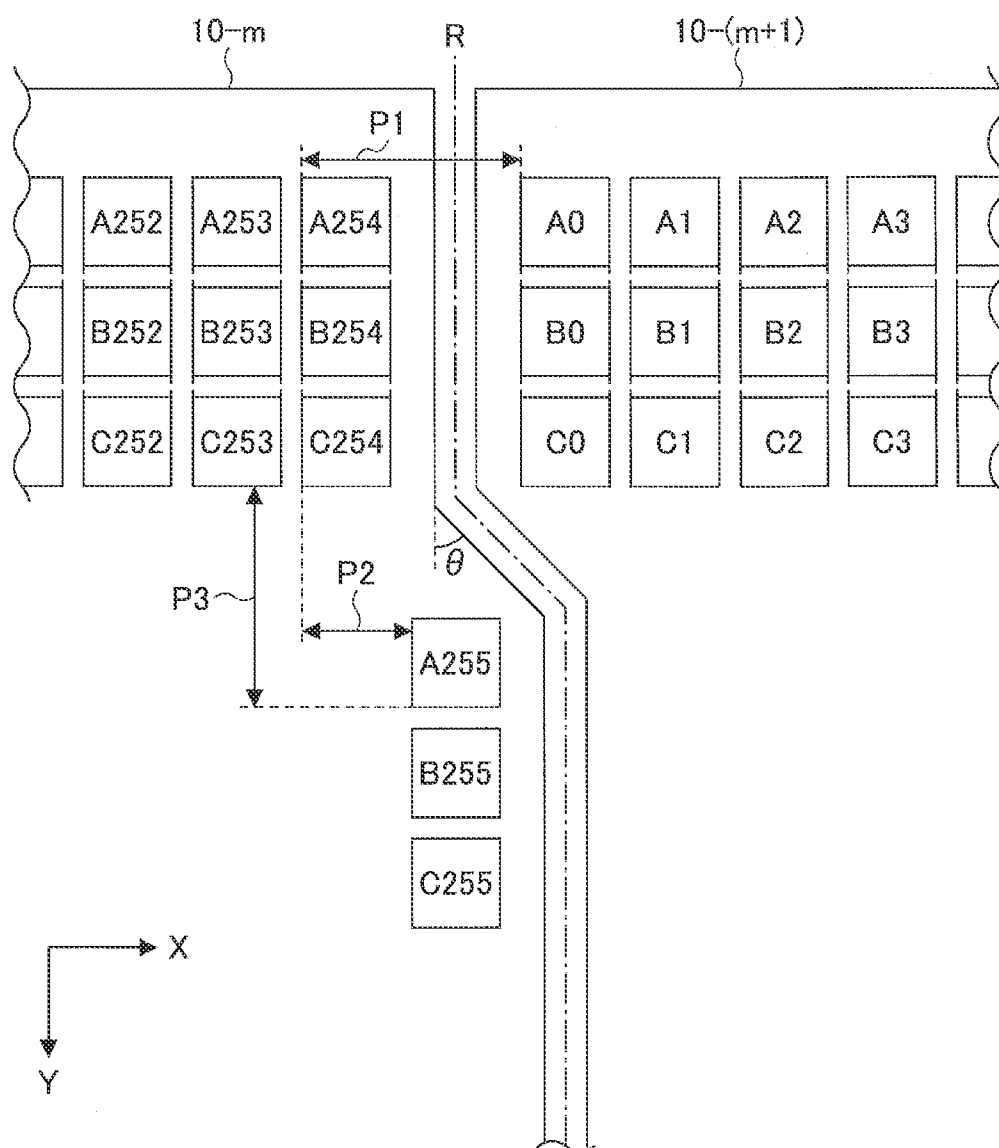 10-m R 10-(m+1)
P1
A252 A253 A254 A0 A1 A2 A3
B252 B253 B254 B0 B1 B2 B3
C252 C253 C254 C0 C1 C2 C3
θ
P2
P3
A255
B255
C255
X
Y